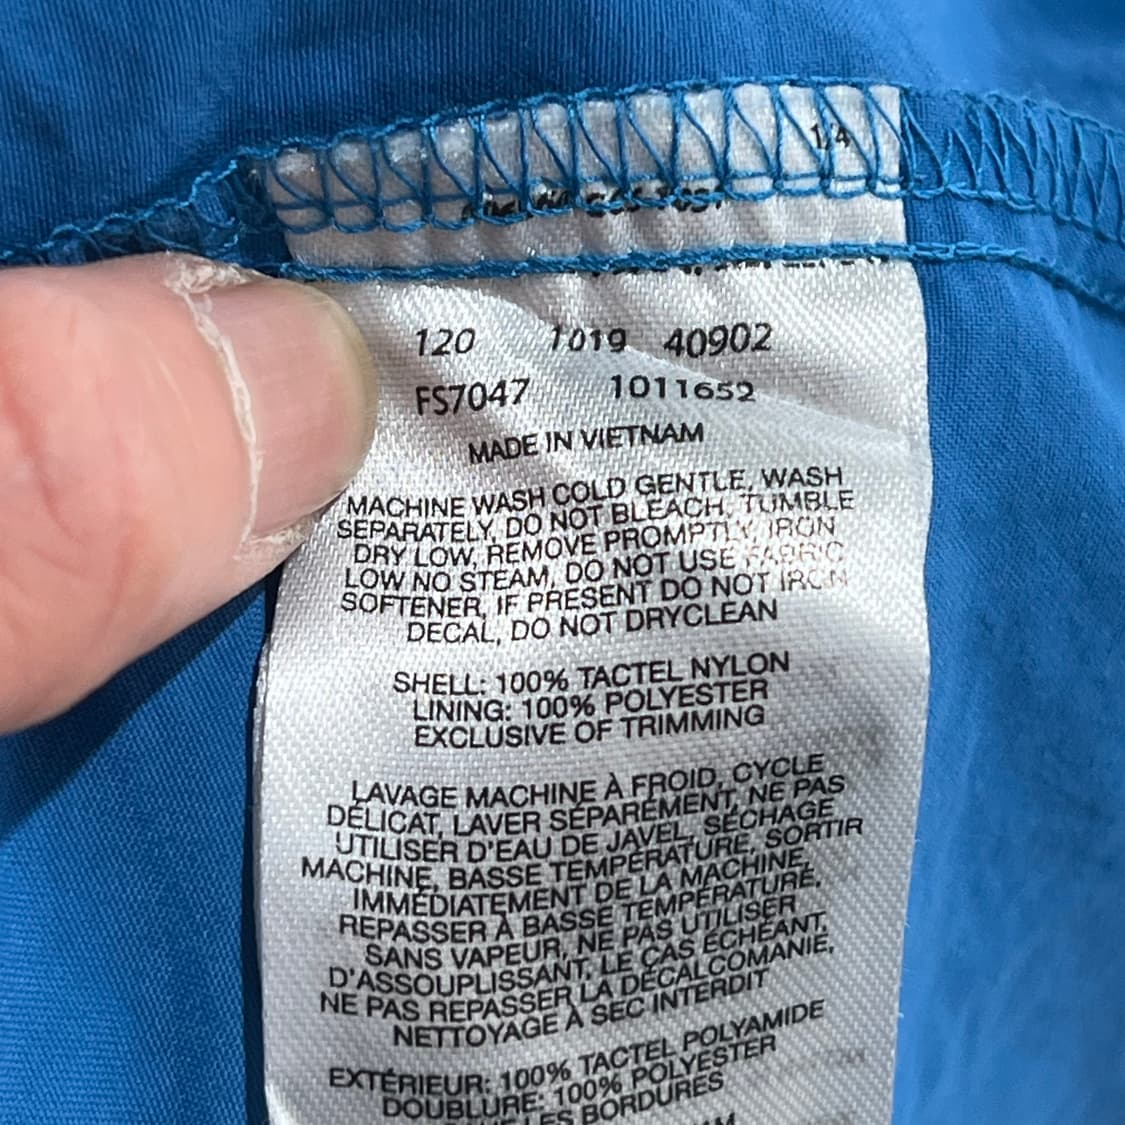 1/4
120 1019 40902
FS7047 1011652
MADE IN VIETNAM
MACHINE WASH COLD GENTLE, WASH
SEPARATELY, DO NOT BLEACH, TUMBLE
DRY LOW, REMOVE PROMPTLY, IRON
LOW NO STEAM, DO NOT USE FABRIC
SOFTENER, IF PRESENT DO NOT IRON
DECAL, DO NOT DRYCLEAN
SHELL: 100% TACTEL NYLON
LINING: 100% POLYESTER
EXCLUSIVE OF TRIMMING
LAVAGE MACHINE À FROID, CYCLE
DÉLICAT, LAVER SÉPARÉMENT, NE PAS
UTILISER D'EAU DE JAVEL, SÉCHAGE
MACHINE, BASSE TEMPÉRATURE, SORTIR
IMMÉDIATEMENT DE LA MACHINE,
REPASSER À BASSE TEMPÉRATURE,
SANS VAPEUR, NE PAS UTILISER
D'ASSOUPLISSANT, LE CAS ÉCHÉANT,
NE PAS REPASSER LA DÉCALCOMANIE,
NETTOYAGE À SEC INTERDIT
EXTÉRIEUR: 100% TACTEL POLYAMIDE
DOUBLURE: 100% POLYESTER
LES BORDURES